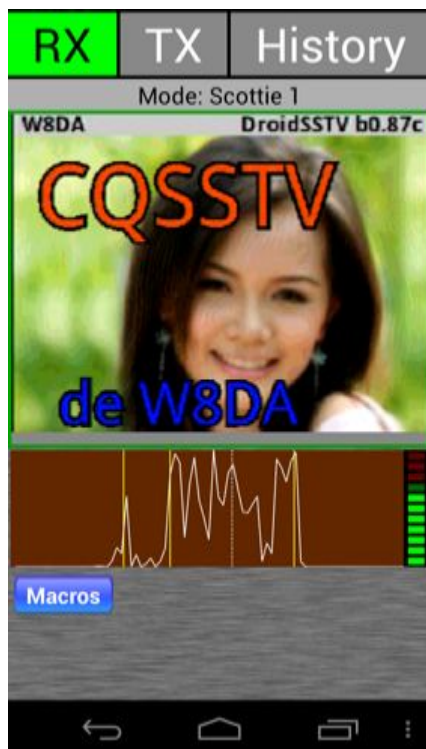 RX TX History
Mode: Scottie 1
W8DA DroidSSTV b0.87c
CQSSTV
de W8DA
Macros